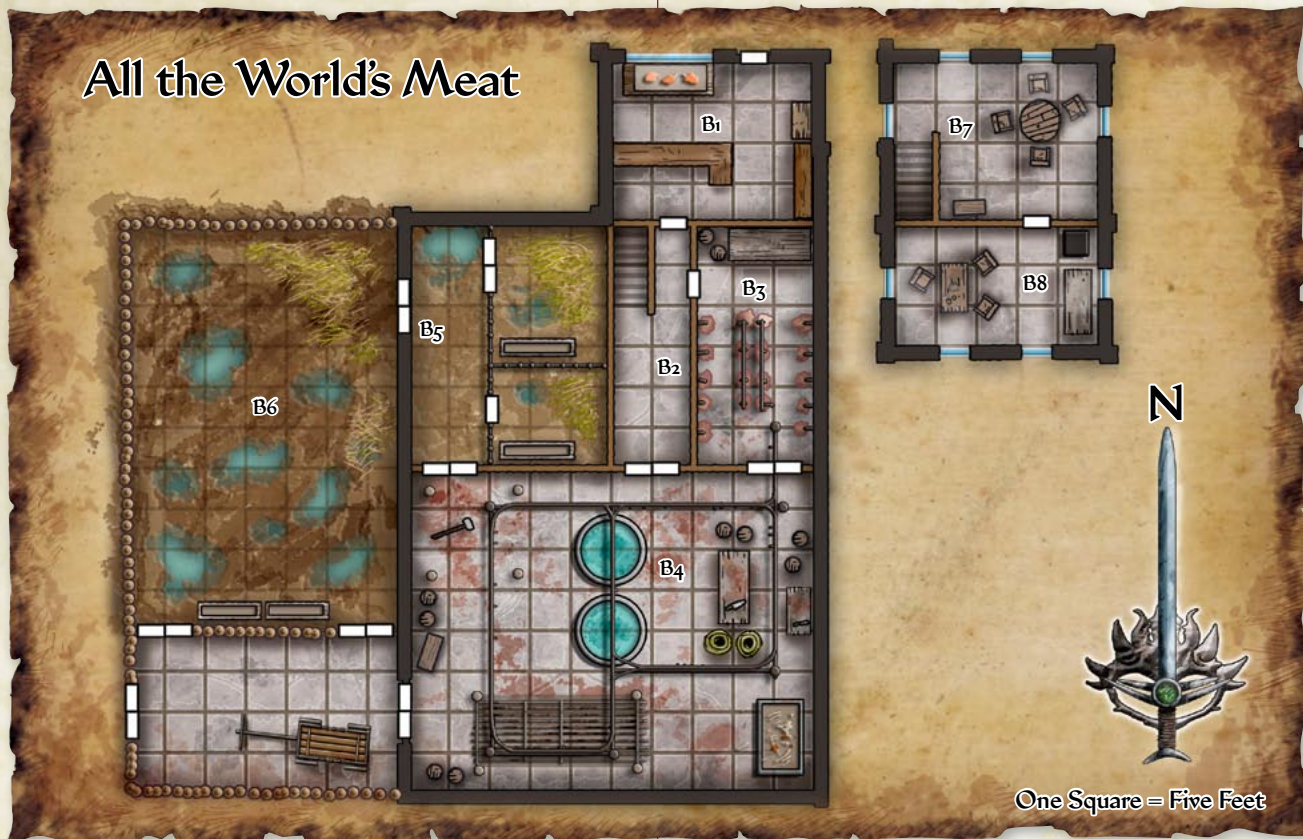 All the World's Meat
B1
B7
B3
B8
B5
B2
B6
N
B4
One Square = Five Feet